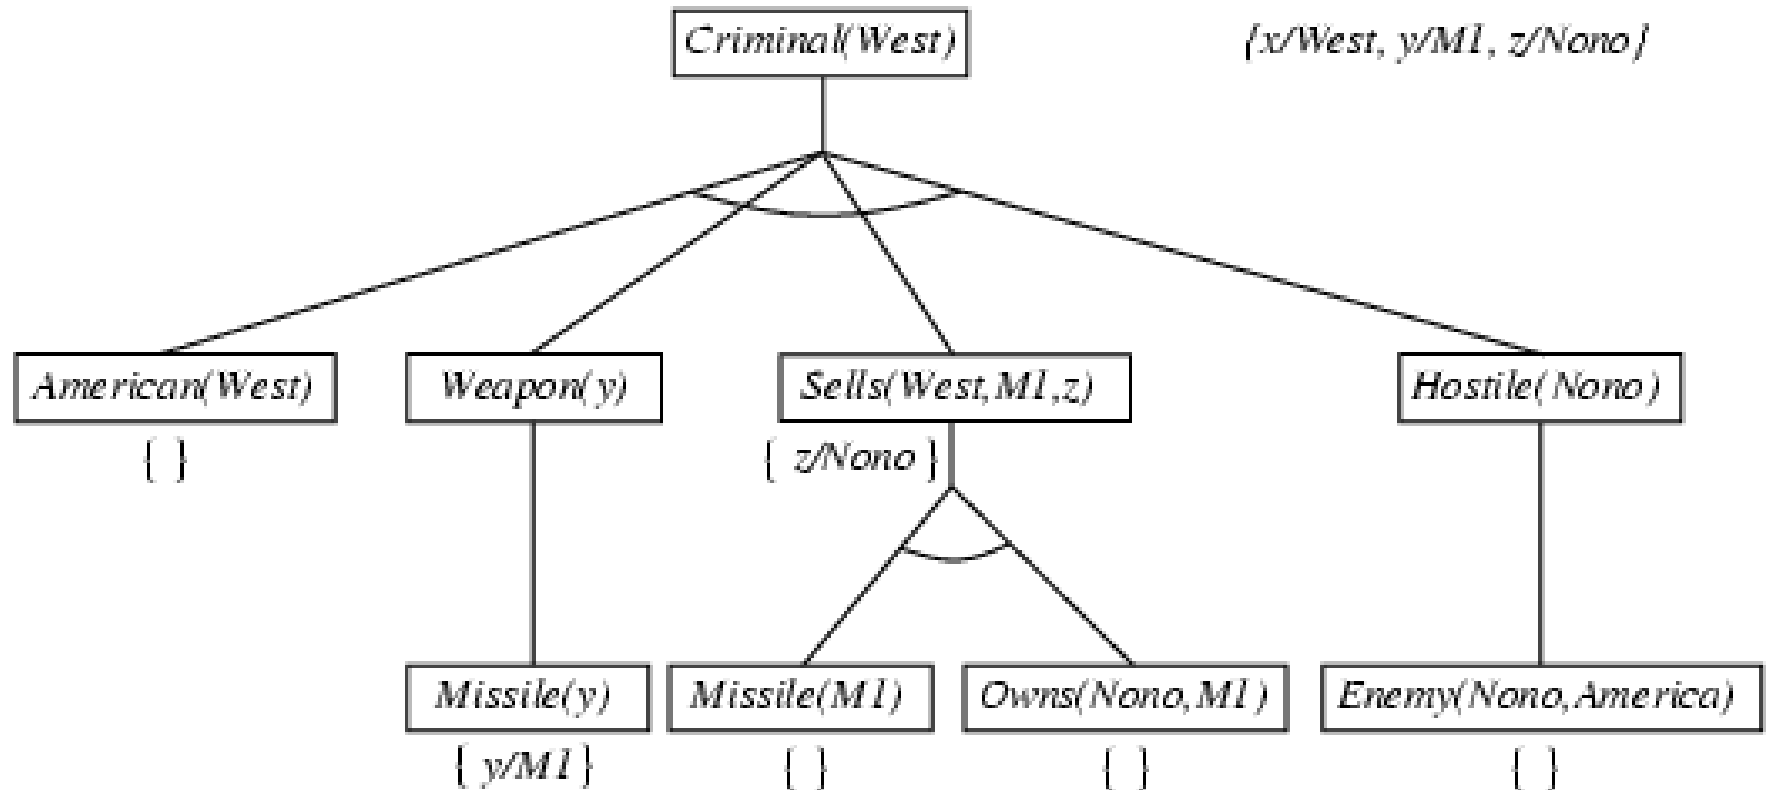 Criminal(West)
{x/West, y/M1, z/Nono}
American(West)
Weapon(y)
Sells(West,M1,z)
Hostile(Nono)
{ }
{ z/Nono }
Missile(y)
Missile(M1)
Owns(Nono,M1)
Enemy(Nono,America)
{ y/M1}
{ }
{ }
{ }